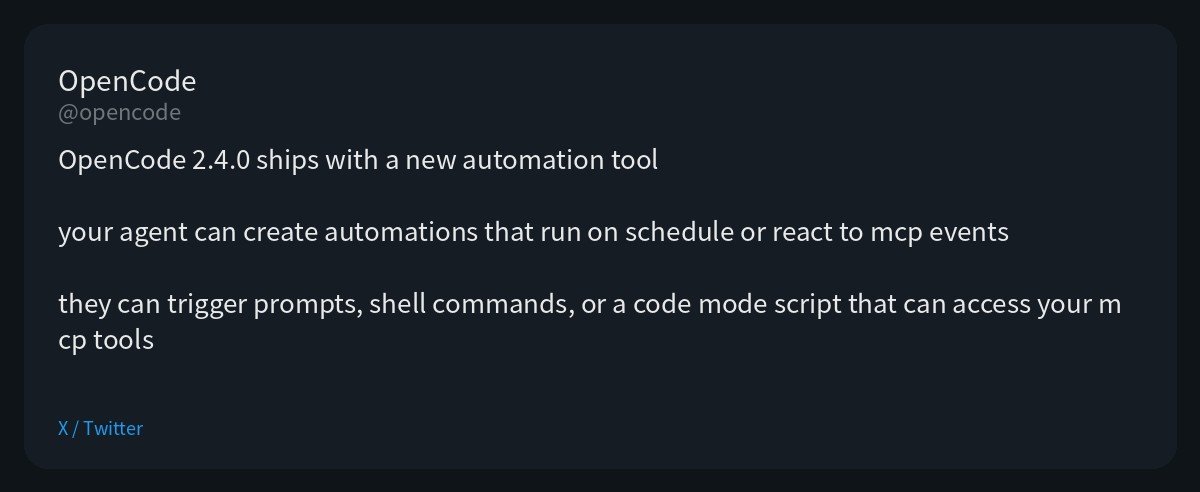 OpenCode
@opencode
OpenCode 2.4.0 ships with a new automation tool
your agent can create automations that run on schedule or react to mcp events
they can trigger prompts, shell commands, or a code mode script that can access your m
cp tools
X / Twitter